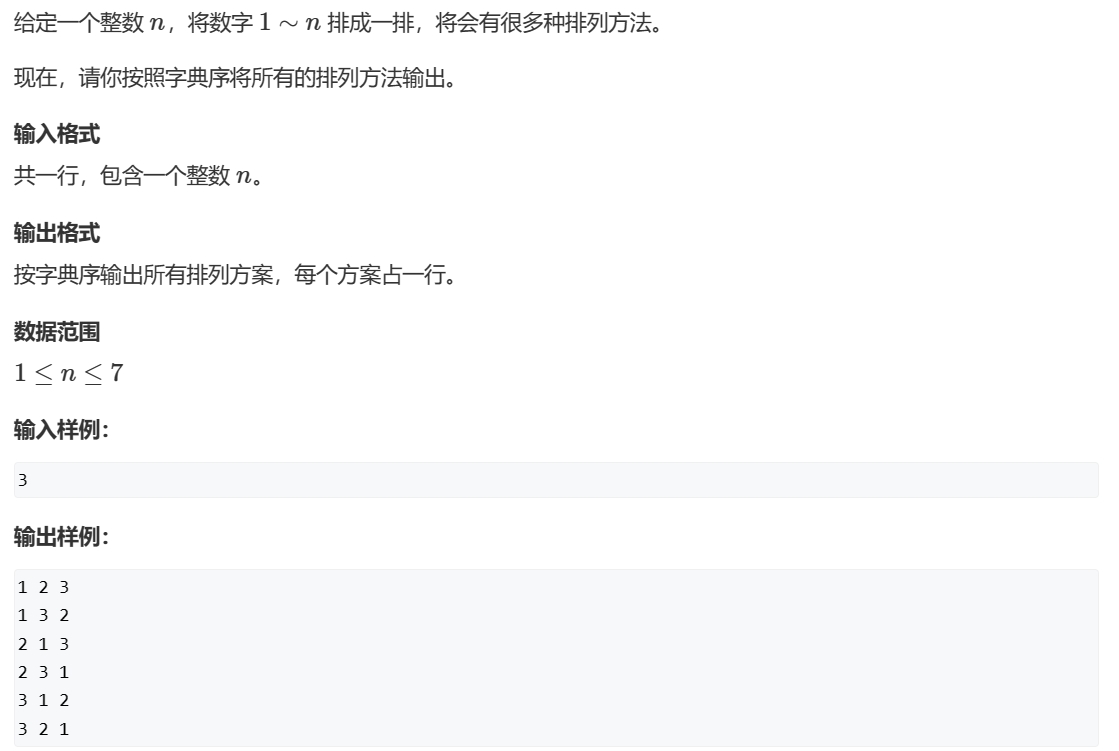 给定一个整数 n，将数字 1 ∼ n 排成一排，将会有很多种排列方法。
现在，请你按照字典序将所有的排列方法输出。
输入格式
共一行，包含一个整数 n。
输出格式
按字典序输出所有排列方案，每个方案占一行。
数据范围
1 ≤ n ≤ 7
输入样例：
3
输出样例：
1 2 3
1 3 2
2 1 3
2 3 1
3 1 2
3 2 1